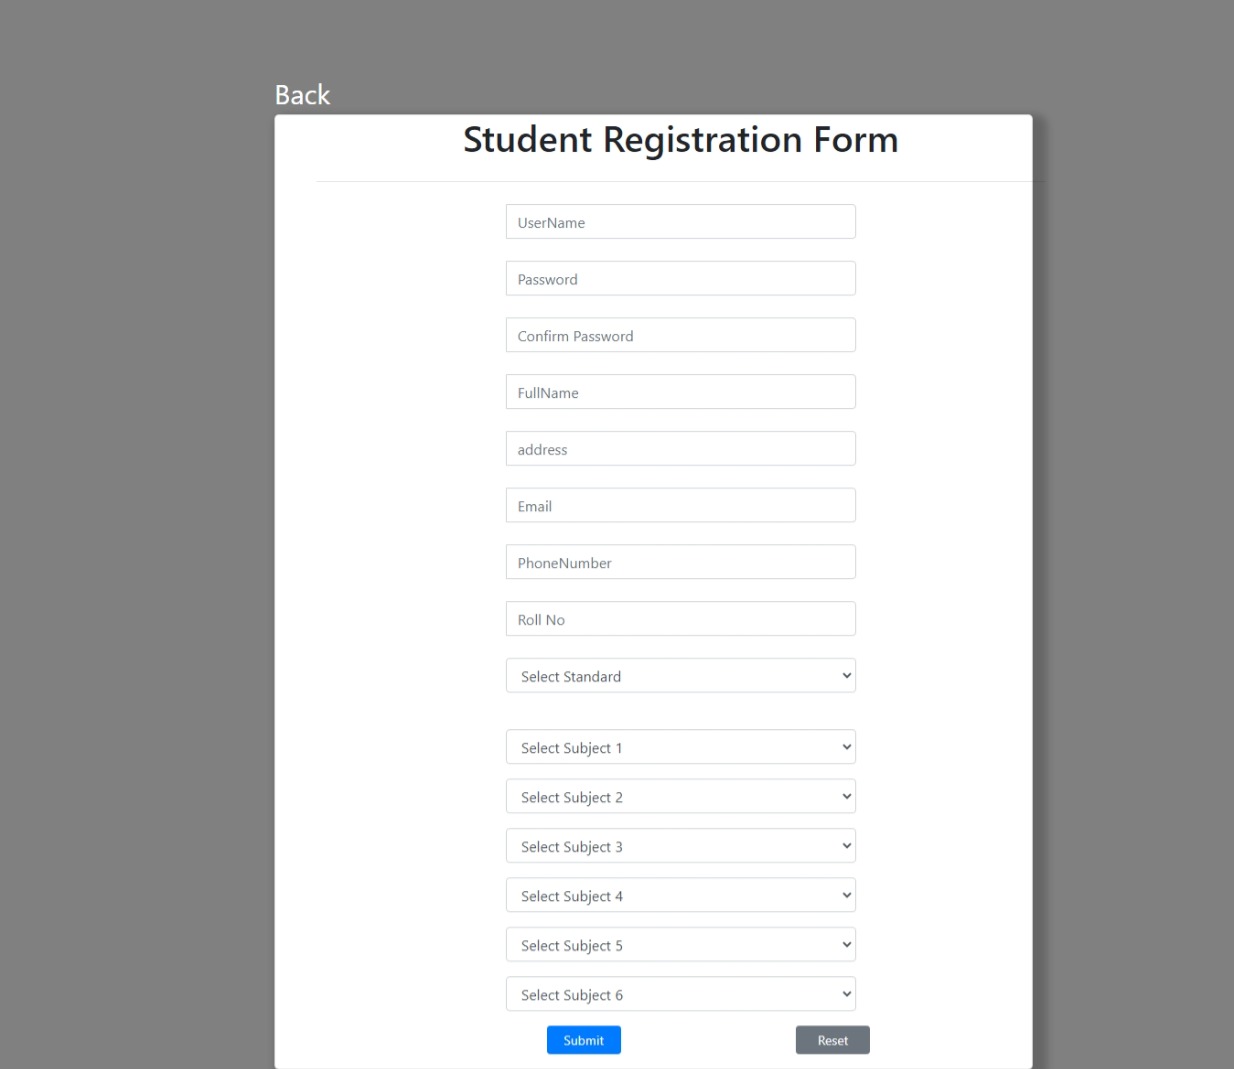 Back
Student Registration Form
UserName
Password
Confirm Password
FullName
address
Email
PhoneNumber
Roll No
Select Standard
Select Subject 1
Select Subject 2
Select Subject 3
Select Subject 4
Select Subject 5
Select Subject 6
Submit Reset